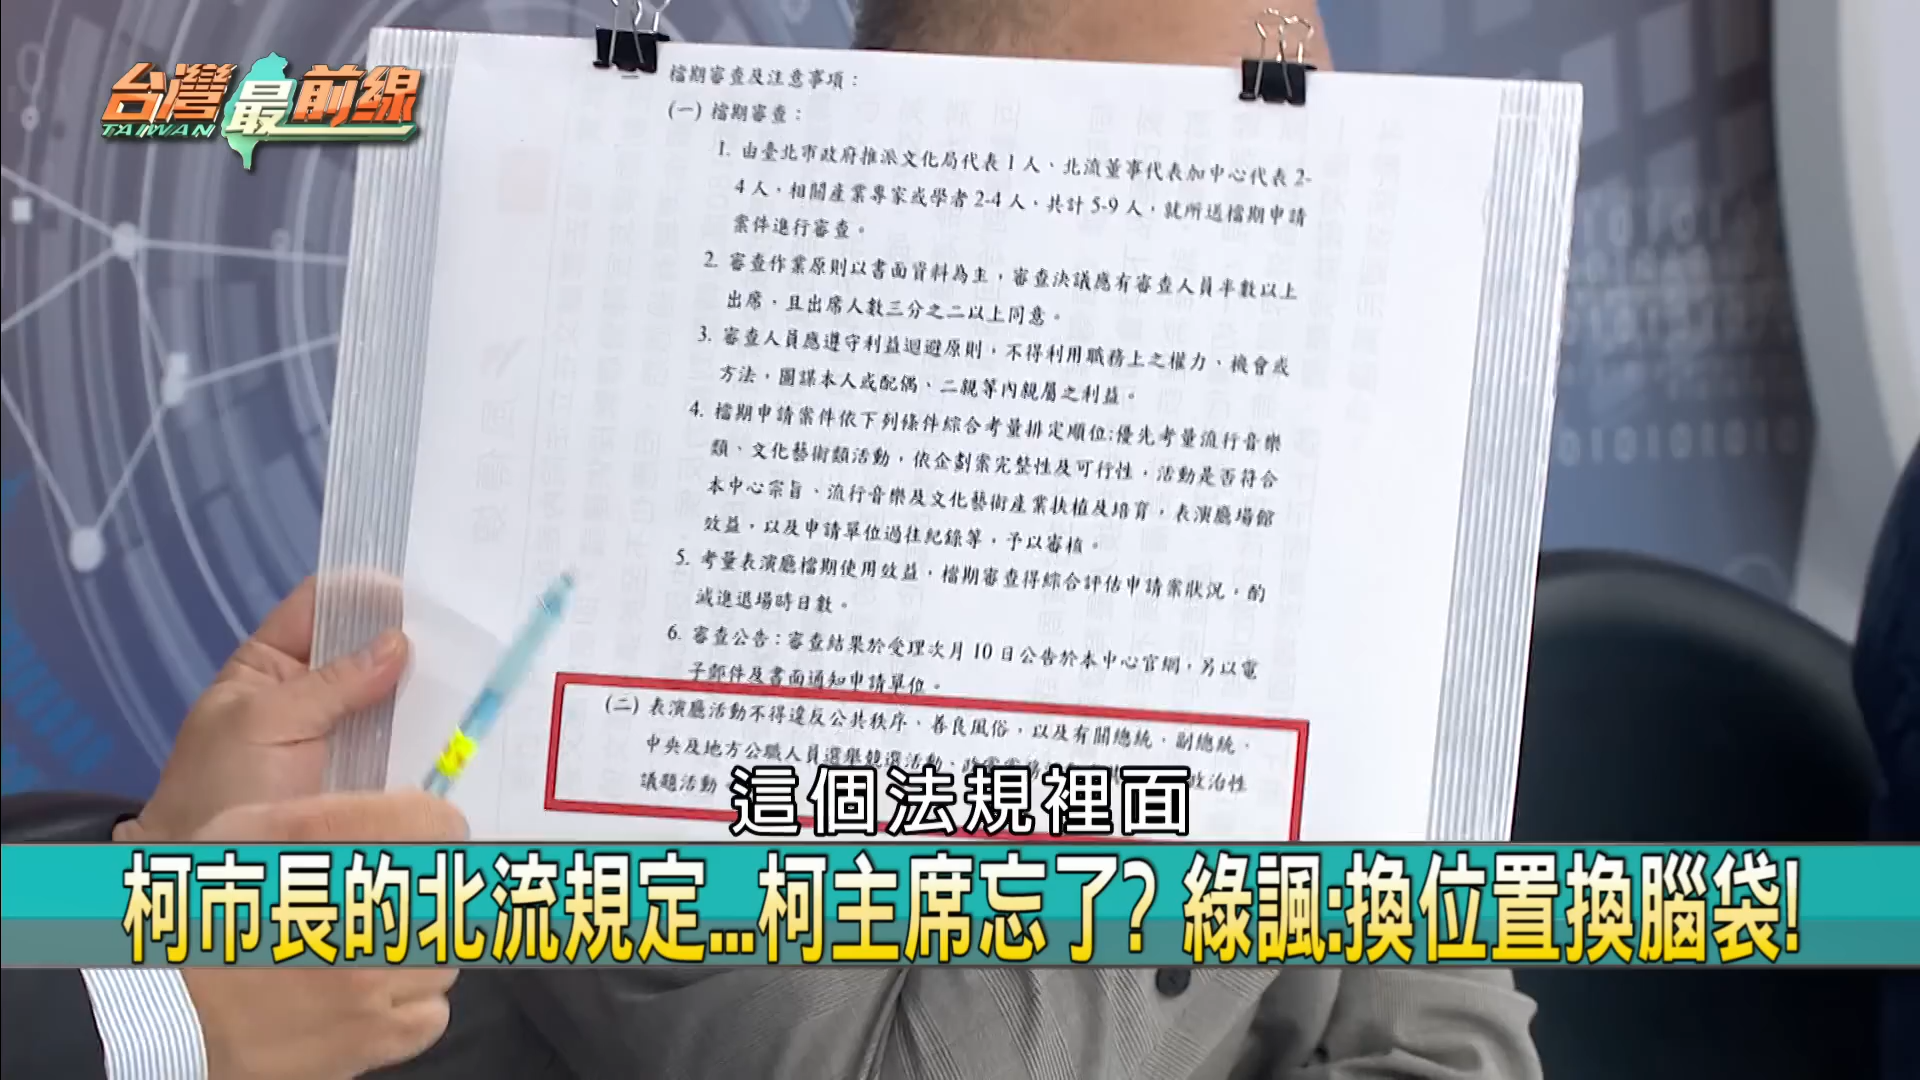 台灣最前線
TAIWAN
二 檔期審查及注意事項：
(一) 檔期審查：
1. 由臺北市政府推派文化局代表 1 人、北流董事代表加中心代表 2-
4 人，相關產業專家或學者 2-4 人，共計 5-9 人，就所送檔期申請
案件進行審查。
2. 審查作業原則以書面資料為主，審查決議應有審查人員半數以上
出席，且出席人數三分之二以上同意。
3. 審查人員應遵守利益迴避原則，不得利用職務上之權力、機會或
方法，圖謀本人或配偶、二親等內親屬之利益。
4. 檔期申請案件依下列條件綜合考量排定順位:優先考量流行音樂
類、文化藝術類活動，依企劃案完整性及可行性，活動是否符合
本中心宗旨、流行音樂及文化藝術產業扶植及培育，表演廳場館
效益，以及申請單位過往紀錄等，予以審核。
5. 考量表演廳檔期使用效益，檔期審查得綜合評估申請案狀況，酌
減進退場時日數。
6. 審查公告：審查結果於受理次月 10 日公告於本中心官網，另以電
子郵件及書面通知申請單位。
(二) 表演廳活動不得違反公共秩序、善良風俗，以及有關總統、副總統、
中央及地方公職人員選舉競選活動、政治性
議題活動
這個法規裡面
柯市長的北流規定...柯主席忘了? 綠諷:換位置換腦袋!